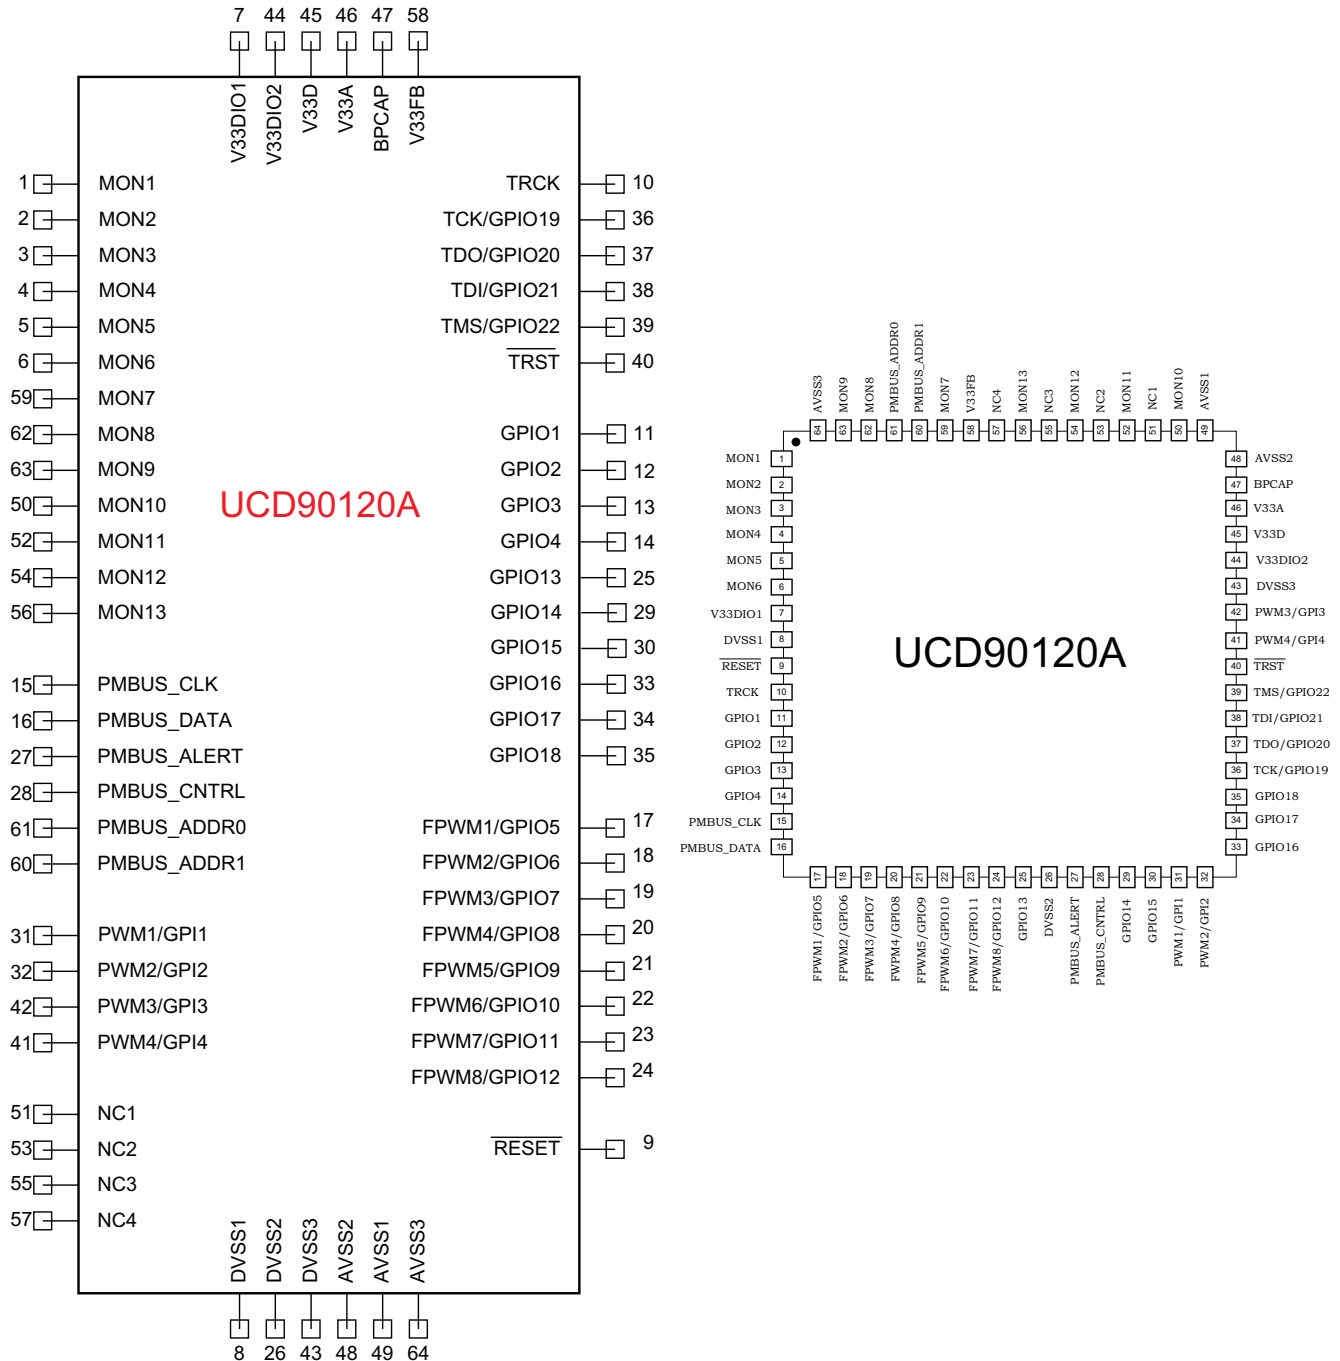 7 44 45 46 47 58
V33DIO1
V33DIO2
V33D
V33A
BPCAP
V33FB
1 MON1 TRCK 10
2 MON2 TCK/GPIO19 36
3 MON3 TDO/GPIO20 37
4 MON4 TDI/GPIO21 38
5 MON5 TMS/GPIO22 39
6 MON6 TRST 40
59 MON7
62 MON8 GPIO1 11
63 MON9 GPIO2 12
50 MON10 GPIO3 13
UCD90120A
52 MON11 GPIO4 14
54 MON12 GPIO13 25
56 MON13 GPIO14 29
GPIO15 30
15 PMBUS_CLK GPIO16 33
16 PMBUS_DATA GPIO17 34
27 PMBUS_ALERT GPIO18 35
28 PMBUS_CNTRL
61 PMBUS_ADDR0 FPWM1/GPIO5 17
60 PMBUS_ADDR1 FPWM2/GPIO6 18
FPWM3/GPIO7 19
31 PWM1/GPI1 FPWM4/GPIO8 20
32 PWM2/GPI2 FPWM5/GPIO9 21
42 PWM3/GPI3 FPWM6/GPIO10 22
41 PWM4/GPI4 FPWM7/GPIO11 23
FPWM8/GPIO12 24
51 NC1
53 NC2 RESET 9
55 NC3
57 NC4
DVSS1
DVSS2
DVSS3
AVSS2
AVSS1
AVSS3
8 26 43 48 49 64
AVSS3
MON9
MON8
PMBUS_ADDR0
PMBUS_ADDR1
MON7
V33FB
NC4
MON13
NC3
MON12
NC2
MON11
NC1
MON10
AVSS1
64 63 62 61 60 59 58 57 56 55 54 53 52 51 50 49
MON1 1 48 AVSS2
MON2 2 47 BPCAP
MON3 3 46 V33A
MON4 4 45 V33D
MON5 5 44 V33DIO2
MON6 6 43 DVSS3
V33DIO1 7 42 PWM3/GPI3
DVSS1 8 41 PWM4/GPI4
UCD90120A
RESET 9 40 TRST
TRCK 10 39 TMS/GPIO22
GPIO1 11 38 TDI/GPIO21
GPIO2 12 37 TDO/GPIO20
GPIO3 13 36 TCK/GPIO19
GPIO4 14 35 GPIO18
PMBUS_CLK 15 34 GPIO17
PMBUS_DATA 16 33 GPIO16
17 18 19 20 21 22 23 24 25 26 27 28 29 30 31 32
FPWM1/GPIO5
FPWM2/GPIO6
FPWM3/GPIO7
FWPM4/GPIO8
FPWM5/GPIO9
FPWM6/GPIO10
FPWM7/GPIO11
FPWM8/GPIO12
GPIO13
DVSS2
PMBUS_ALERT
PMBUS_CNTRL
GPIO14
GPIO15
PWM1/GPI1
PWM2/GPI2